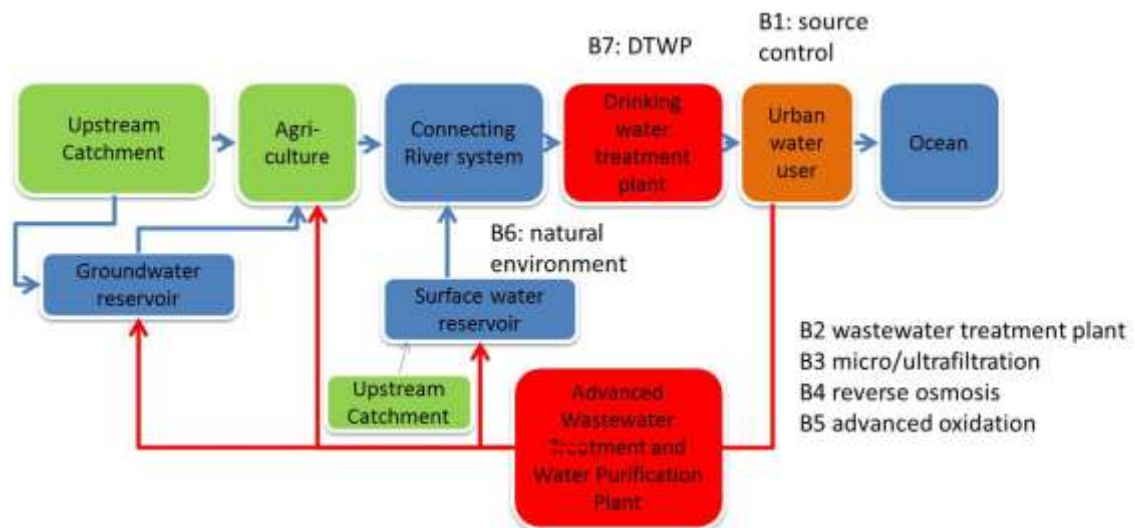 B7: DTWP
B1: source
control
Upstream
Catchment
Agri-
culture
Connecting
River system
Drinking
water
treatment
plant
Urban
water
user
Ocean
B6: natural
environment
Groundwater
reservoir
Surface water
reservoir
Upstream
Catchment
Advanced
Wastewater
Treatment and
Water Purification
Plant
B2 wastewater treatment plant
B3 micro/ultrafiltration
B4 reverse osmosis
B5 advanced oxidation